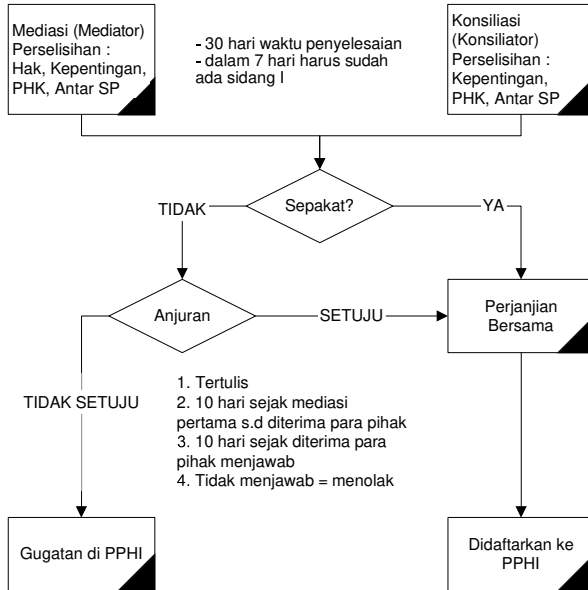 Mediasi (Mediator)
Perselisihan :
Hak, Kepentingan,
PHK, Antar SP
- 30 hari waktu penyelesaian
- dalam 7 hari harus sudah
ada sidang I
Konsiliasi
(Konsiliator)
Perselisihan :
Kepentingan,
PHK, Antar SP
Sepakat?
TIDAK
YA
Anjuran
SETUJU
Perjanjian
Bersama
TIDAK SETUJU
1. Tertulis
2. 10 hari sejak mediasi
pertama s.d diterima para pihak
3. 10 hari sejak diterima para
pihak menjawab
4. Tidak menjawab = menolak
Gugatan di PPHI
Didaftarkan ke
PPHI